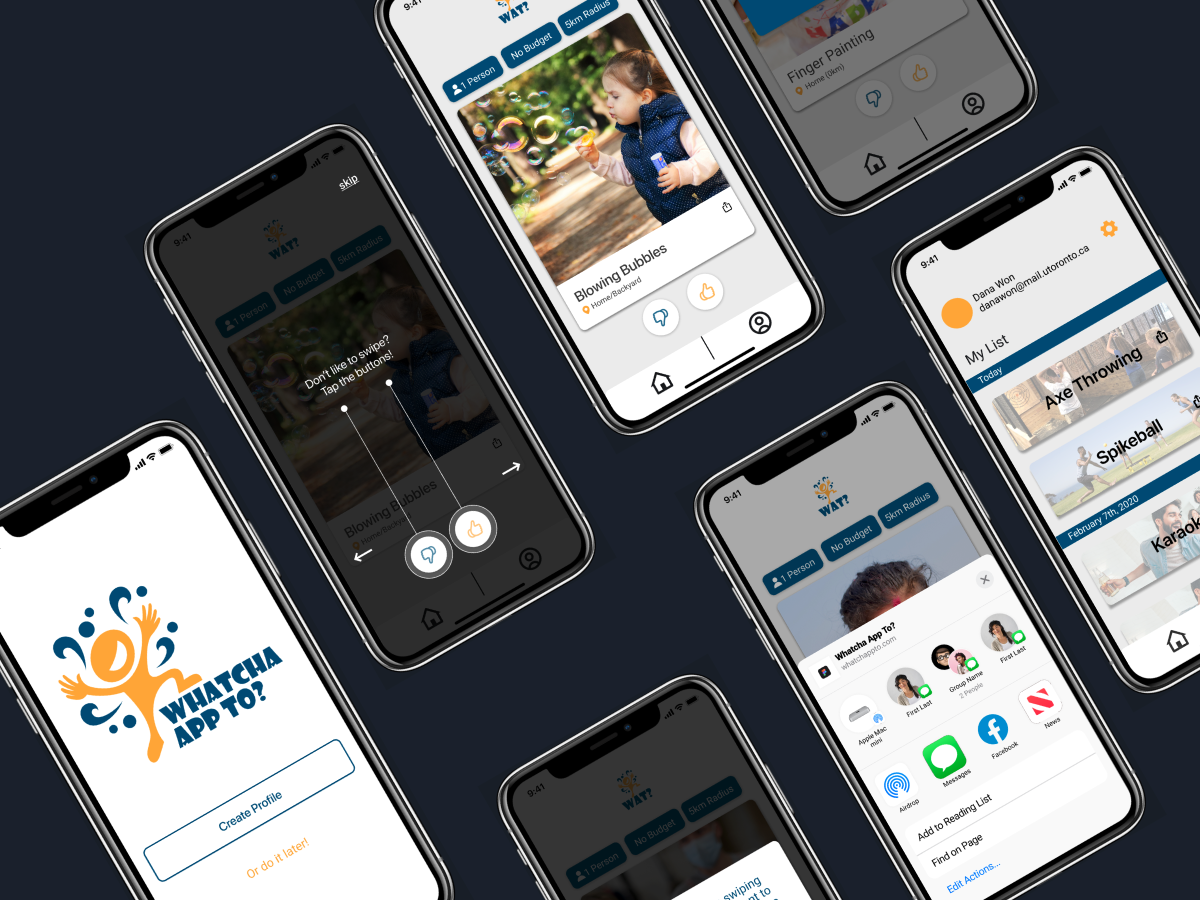 9:41
WAT?
1 Person
No Budget
5km Radius
Blowing Bubbles
Home/Backyard
Finger Painting
Home (0km)
9:41
skip
WAT?
1 Person
No Budget
5km Radius
Don't like to swipe?
Tap the buttons!
Blowing Bubbles
Home/Backyard
9:41
Dana Won
danawon@mail.utoronto.ca
My List
Today
Axe Throwing
Spikeball
February 7th, 2020
Karaok
WHATCHA
APP TO?
Create Profile
Or do it later!
9:41
WAT?
1 Person
No Budget
5km Radius
Whatcha App To?
whatchappto.com
Apple Mac
mini
First Last
Group Name
2 People
First Last
Airdrop
Messages
Facebook
News
Add to Reading List
Find on Page
Edit Actions...
9:41
WAT?
1 Person
No Budget
5km Radius
swiping
nt to